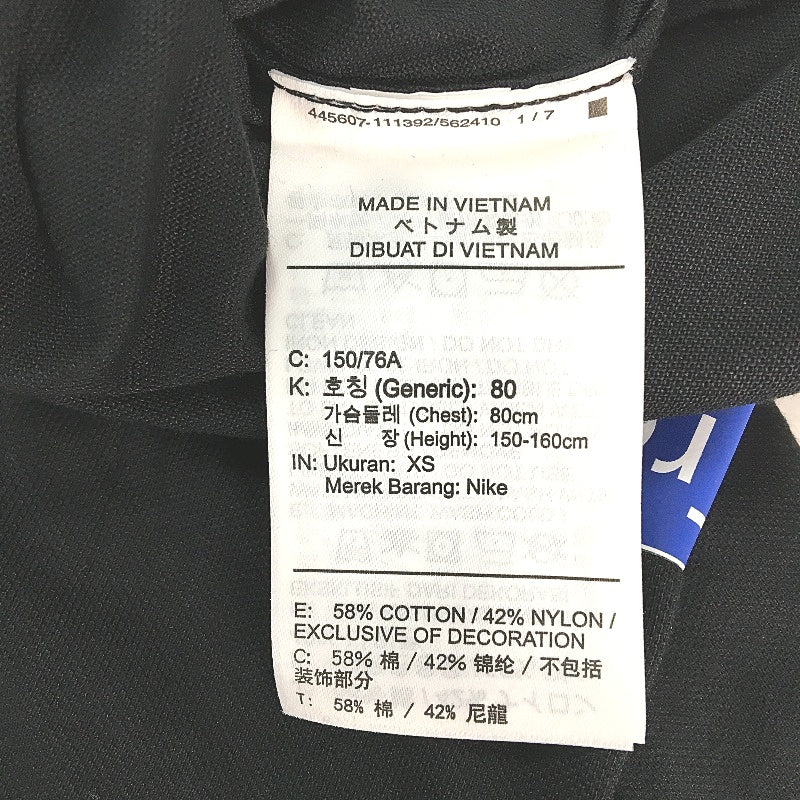 445607-111392/562410 1 / 7
MADE IN VIETNAM
ベトナム製
DIBUAT DI VIETNAM
C: 150/76A
K: 호칭 (Generic): 80
가슴둘레 (Chest): 80cm
신 장 (Height): 150-160cm
IN: Ukuran: XS
Merek Barang: Nike
E: 58% COTTON / 42% NYLON /
EXCLUSIVE OF DECORATION
C: 58% 棉 / 42% 锦纶 / 不包括
装饰部分
T: 58% 棉 / 42% 尼龍